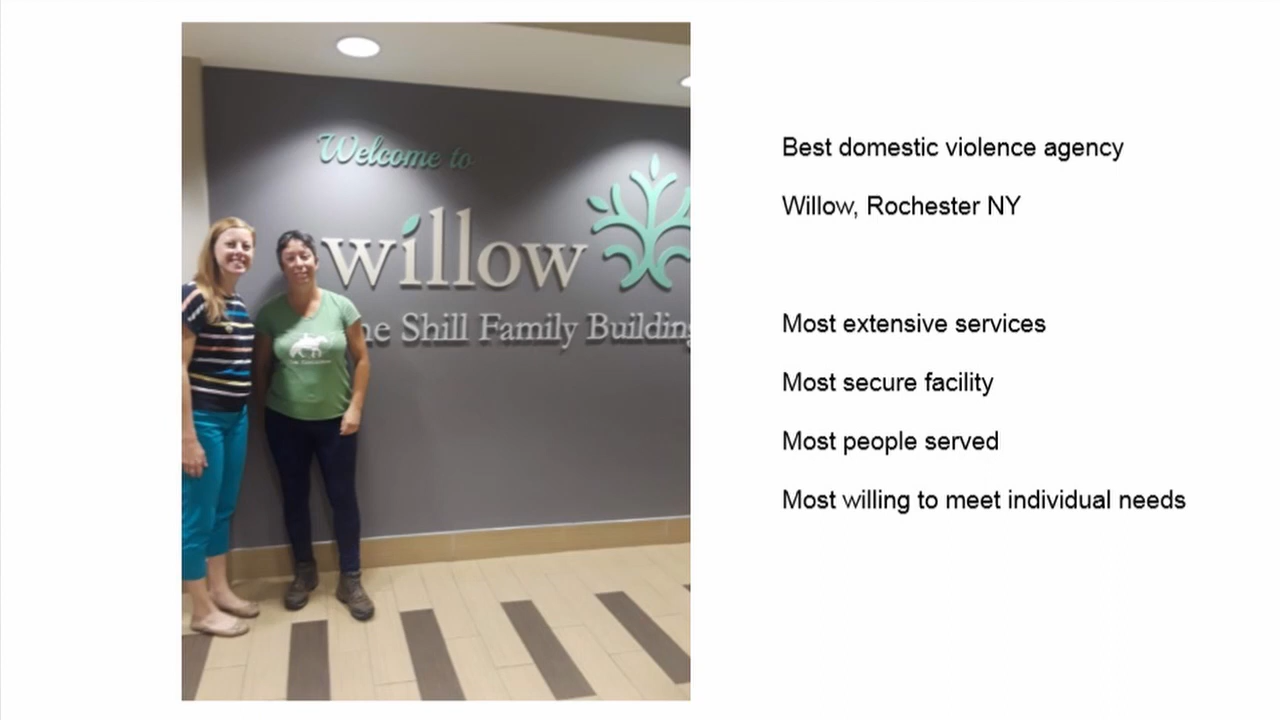 Welcome to
willow
he Shill Family Building
Best domestic violence agency
Willow, Rochester NY
Most extensive services
Most secure facility
Most people served
Most willing to meet individual needs